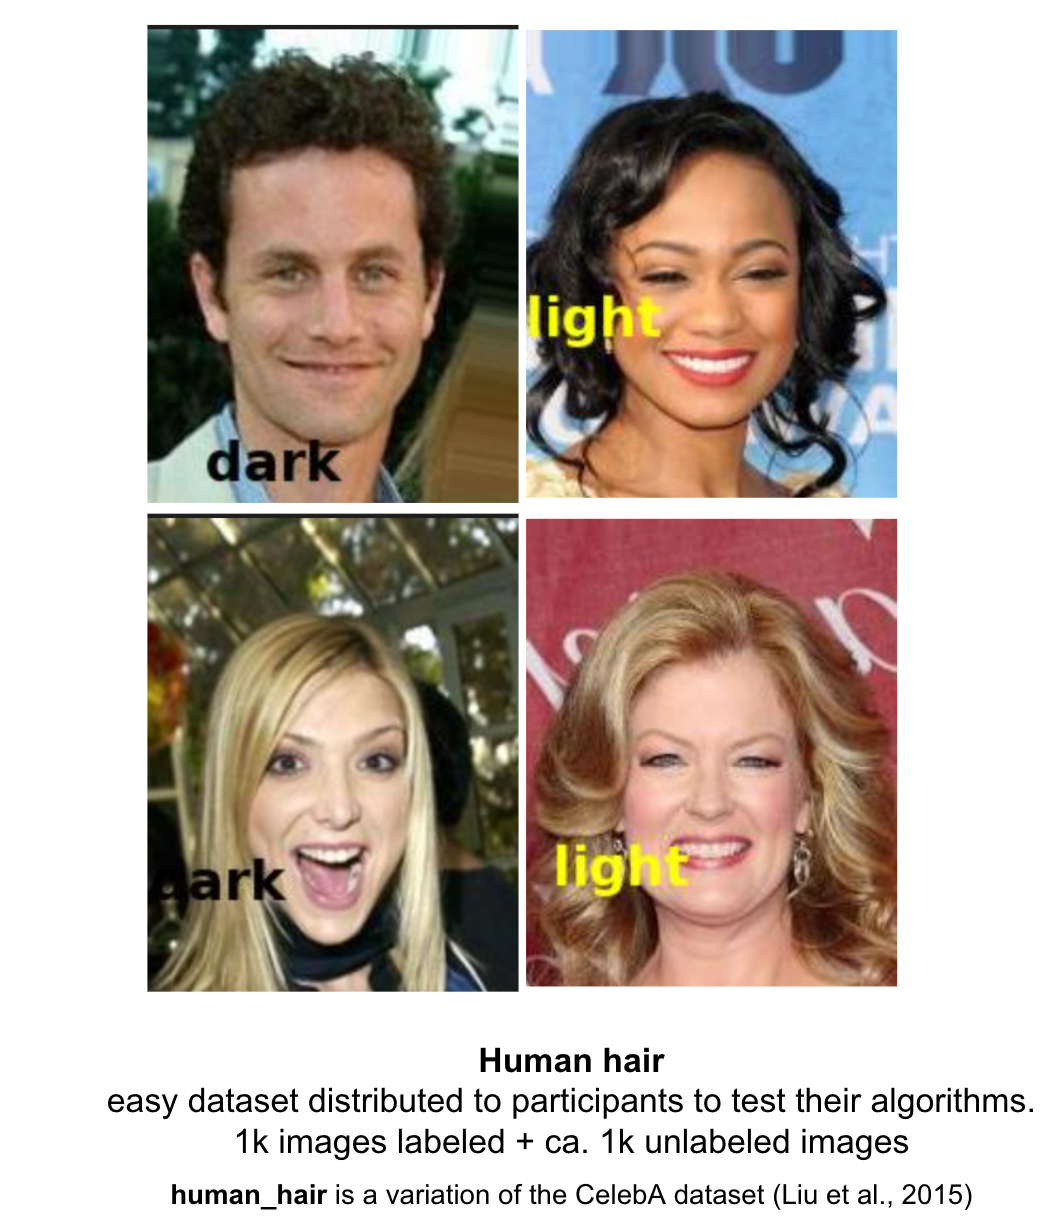 dark
light
dark
light
Human hair
easy dataset distributed to participants to test their algorithms.
1k images labeled + ca. 1k unlabeled images
human_hair is a variation of the CelebA dataset (Liu et al., 2015)